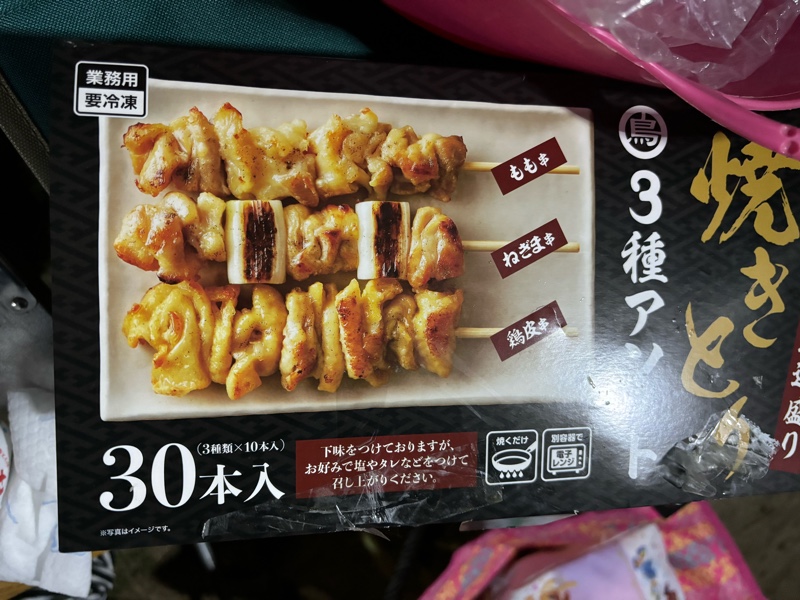 業務用
要冷凍
もも串
ねぎま串
鶏皮串
焼きとり
鳥
3種アソート
盛り
30本入
(3種類×10本入)
下味をつけておりますが、
お好みで塩やタレなどをつけて
召し上がりください。
焼くだけ
別容器で
電子
レンジ
※写真はイメージです。